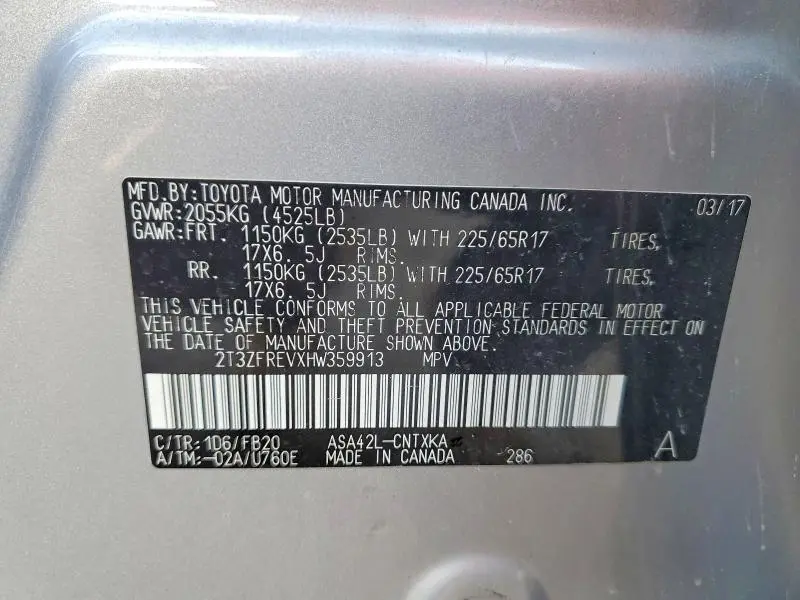 MFD. BY: TOYOTA MOTOR MANUFACTURING CANADA INC. 03/17
GVWR: 2055KG (4525LB)
GAWR: FRT. 1150KG (2535LB) WITH 225/65R17 TIRES,
17X6. 5J RIMS.
RR. 1150KG (2535LB) WITH 225/65R17 TIRES,
17X6. 5J RIMS.
THIS VEHICLE CONFORMS TO ALL APPLICABLE FEDERAL MOTOR
VEHICLE SAFETY AND THEFT PREVENTION STANDARDS IN EFFECT ON
THE DATE OF MANUFACTURE SHOWN ABOVE.
2T3ZFREVXHW359913 MPV
C/TR: 1D6/FB20 ASA42L-CNTXKA A
A/TM:-02A/U760E MADE IN CANADA 286